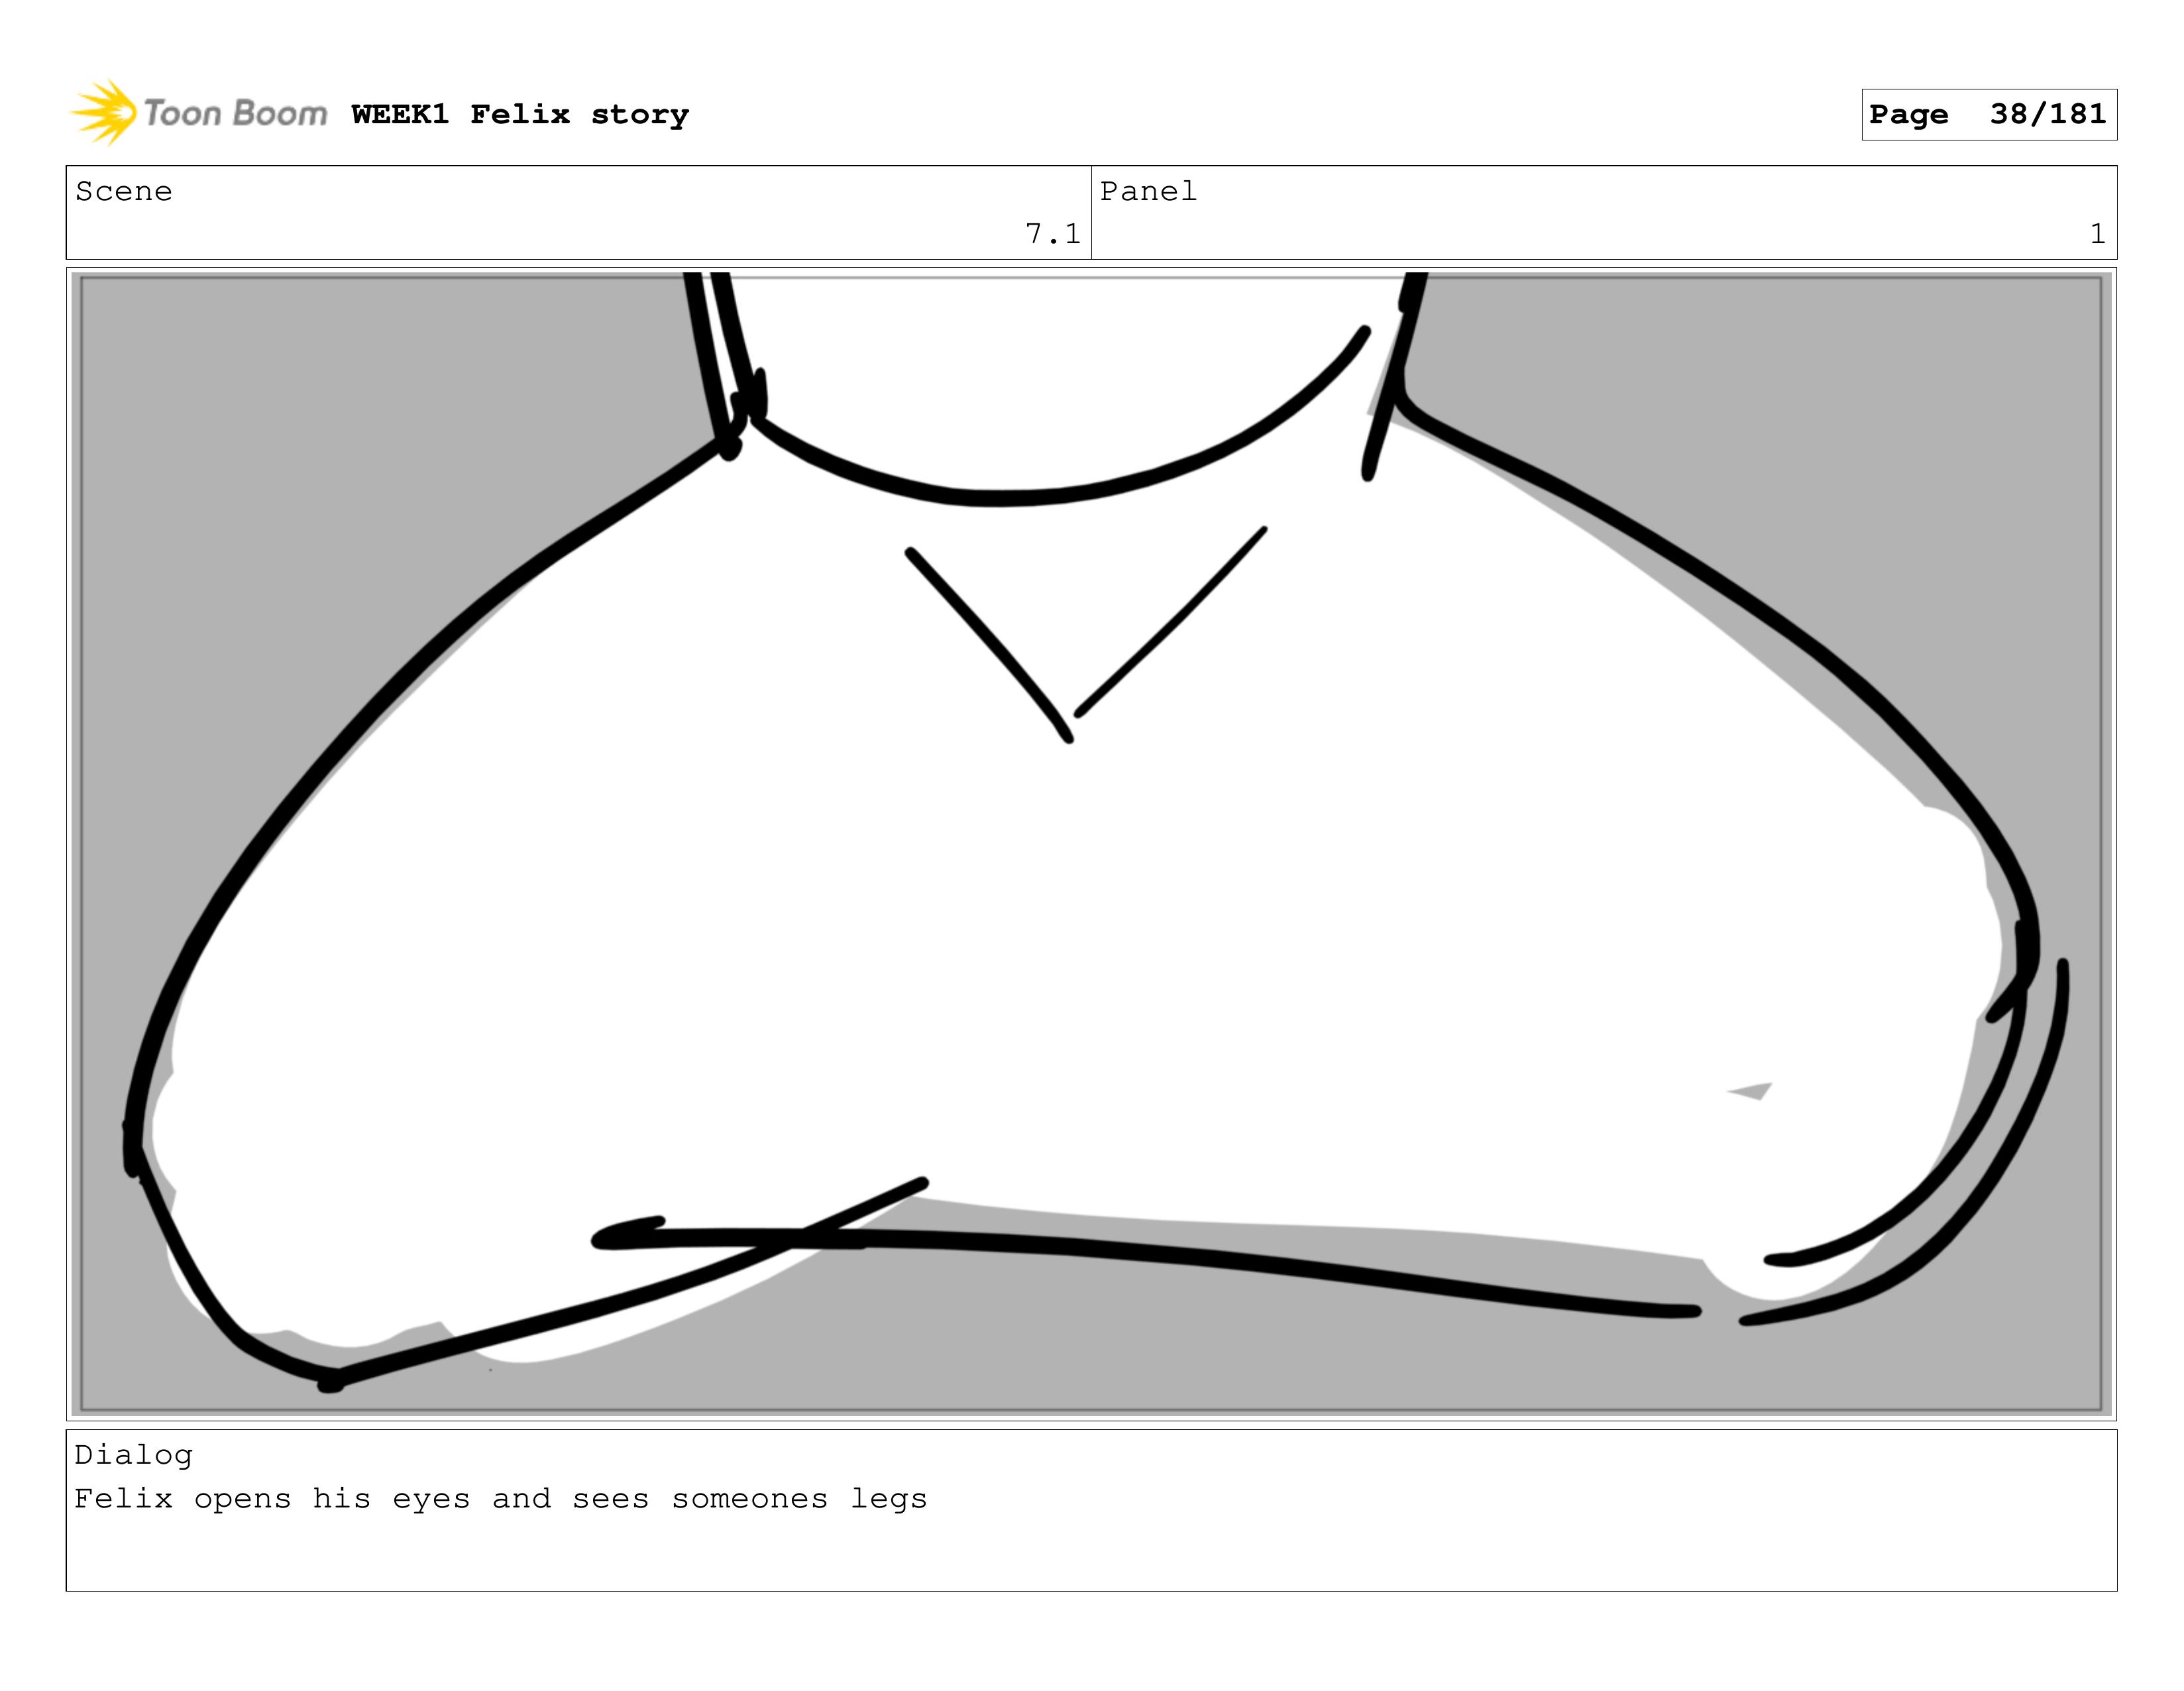 Toon Boom WEEK1 Felix story
Page 38/181
Scene
7.1
Panel
1
Dialog
Felix opens his eyes and sees someones legs